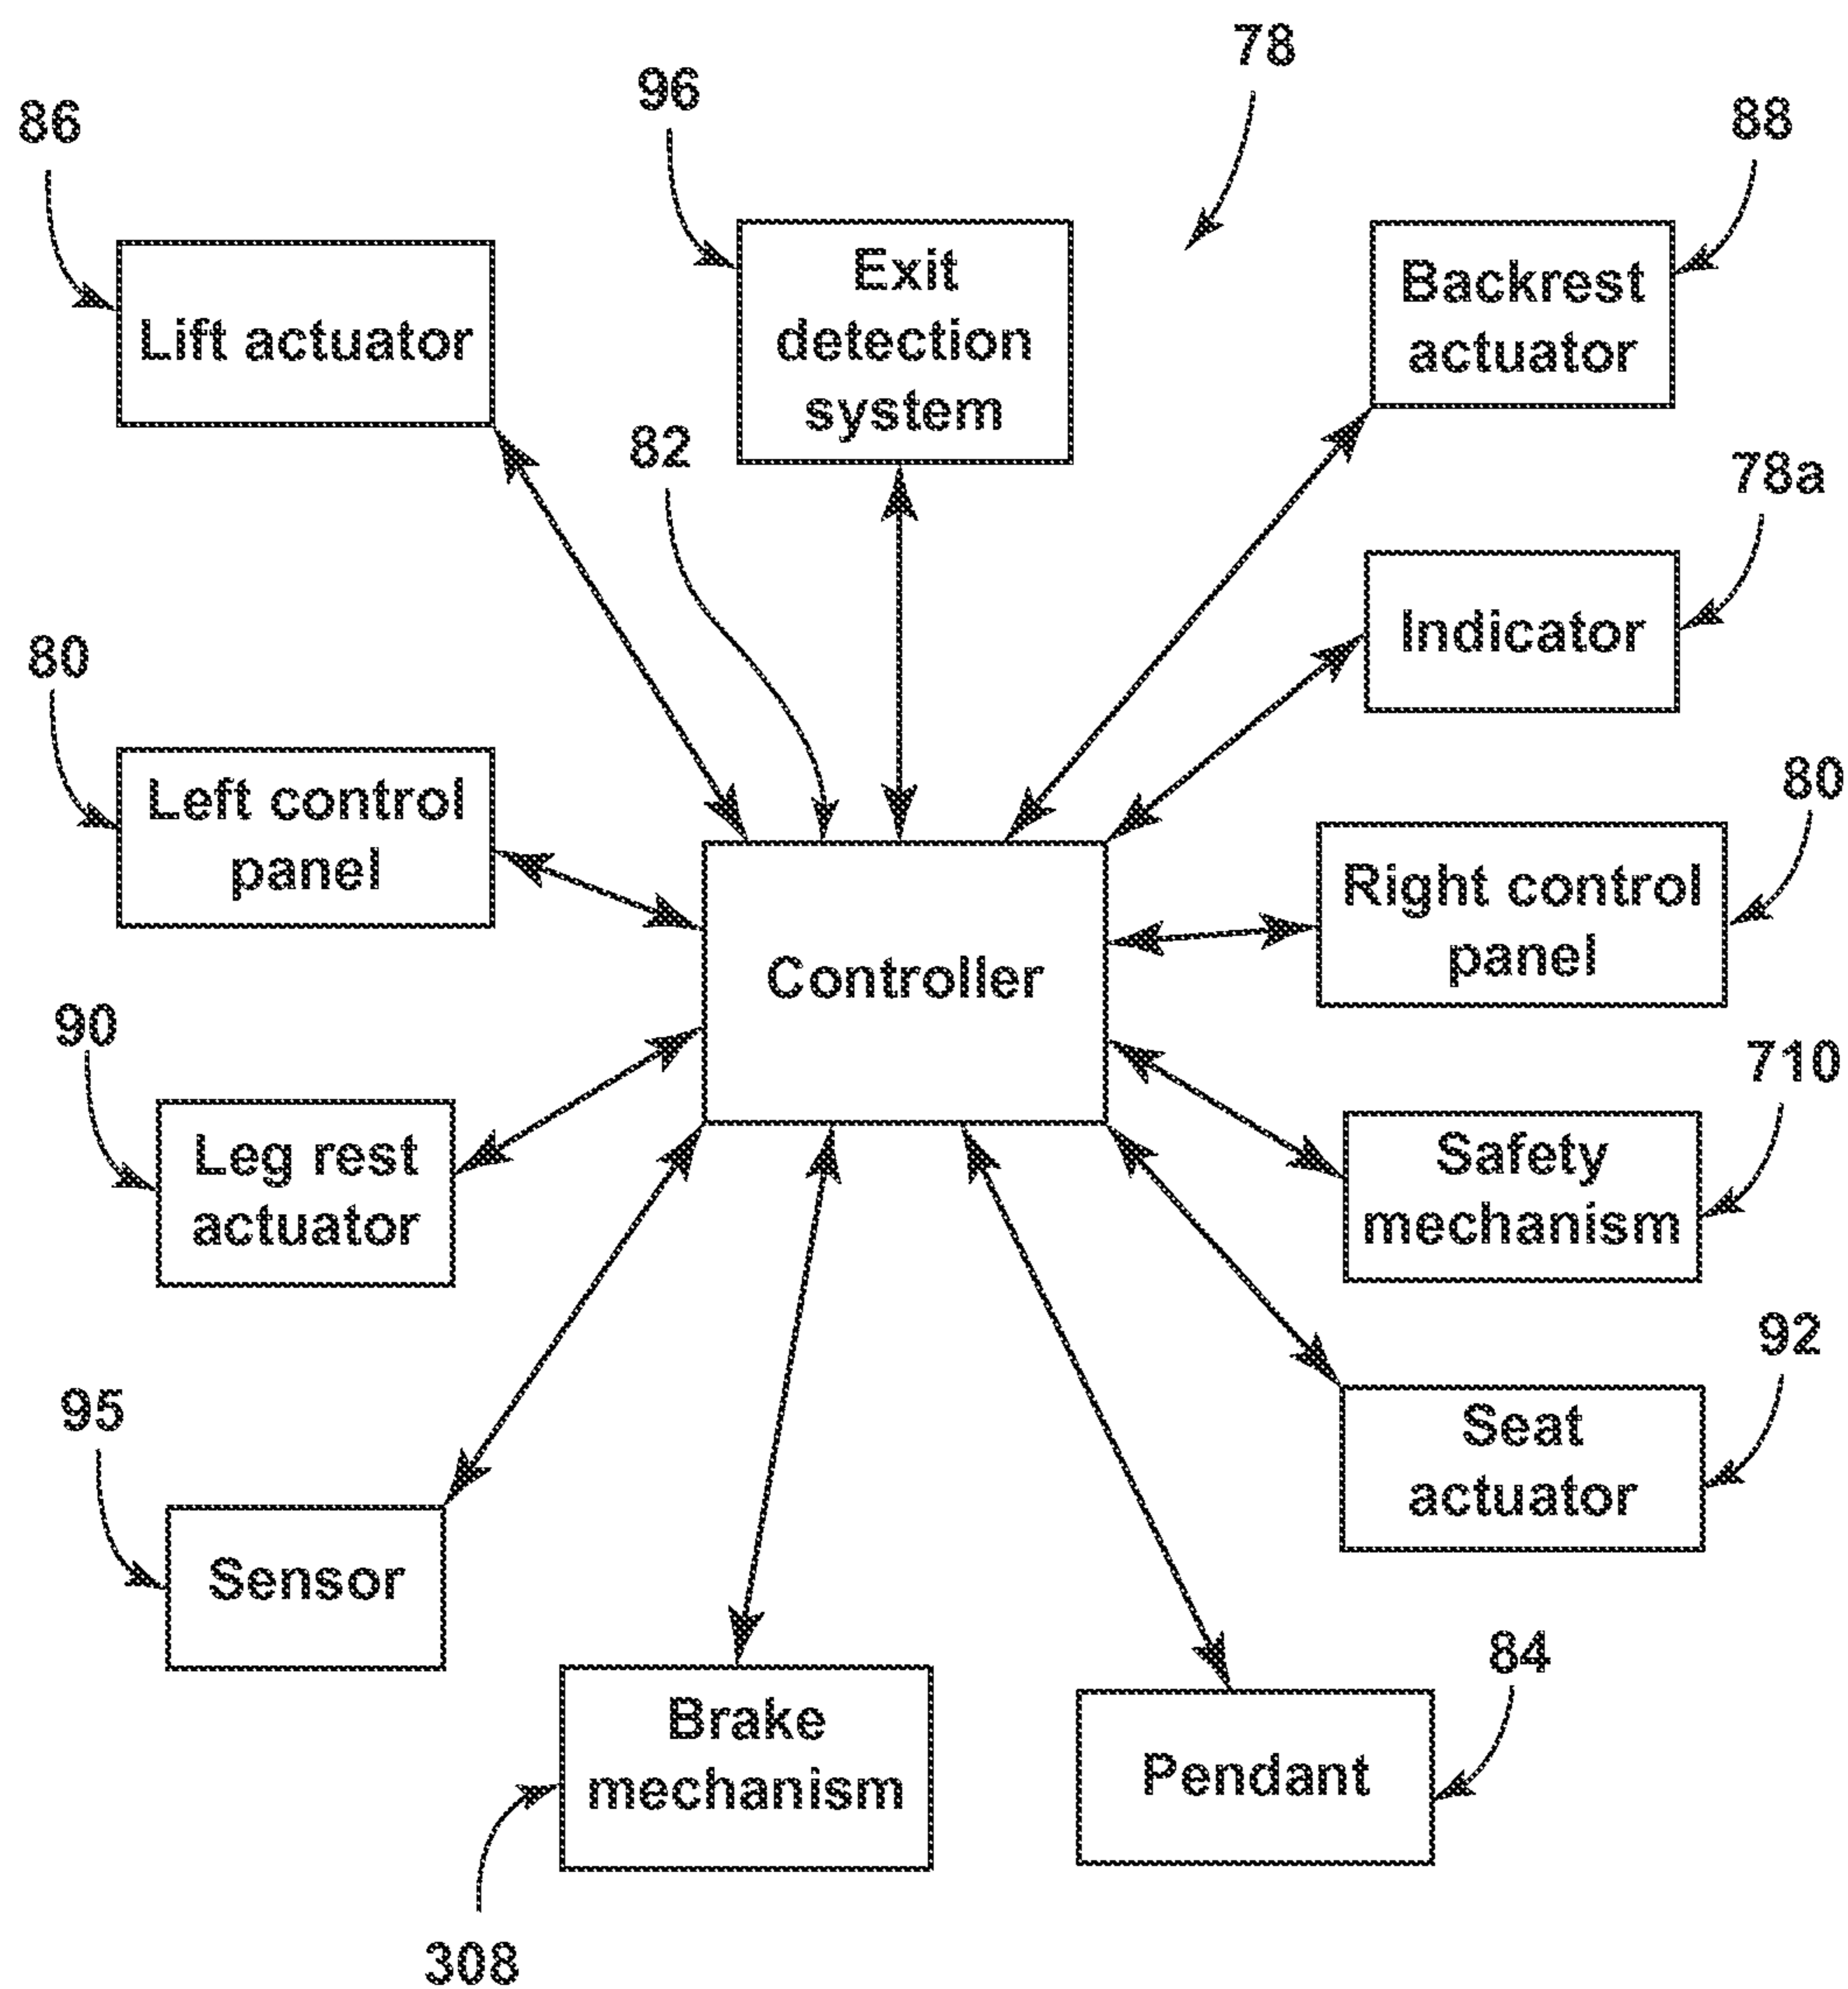 78
96
86
88
Exit
detection
system
Backrest
actuator
Lift actuator
82
78a
Indicator
80
Left control
panel
80
Right control
panel
Controller
90
710
Leg rest
actuator
Safety
mechanism
92
95
Seat
actuator
Sensor
84
Brake
mechanism
Pendant
308